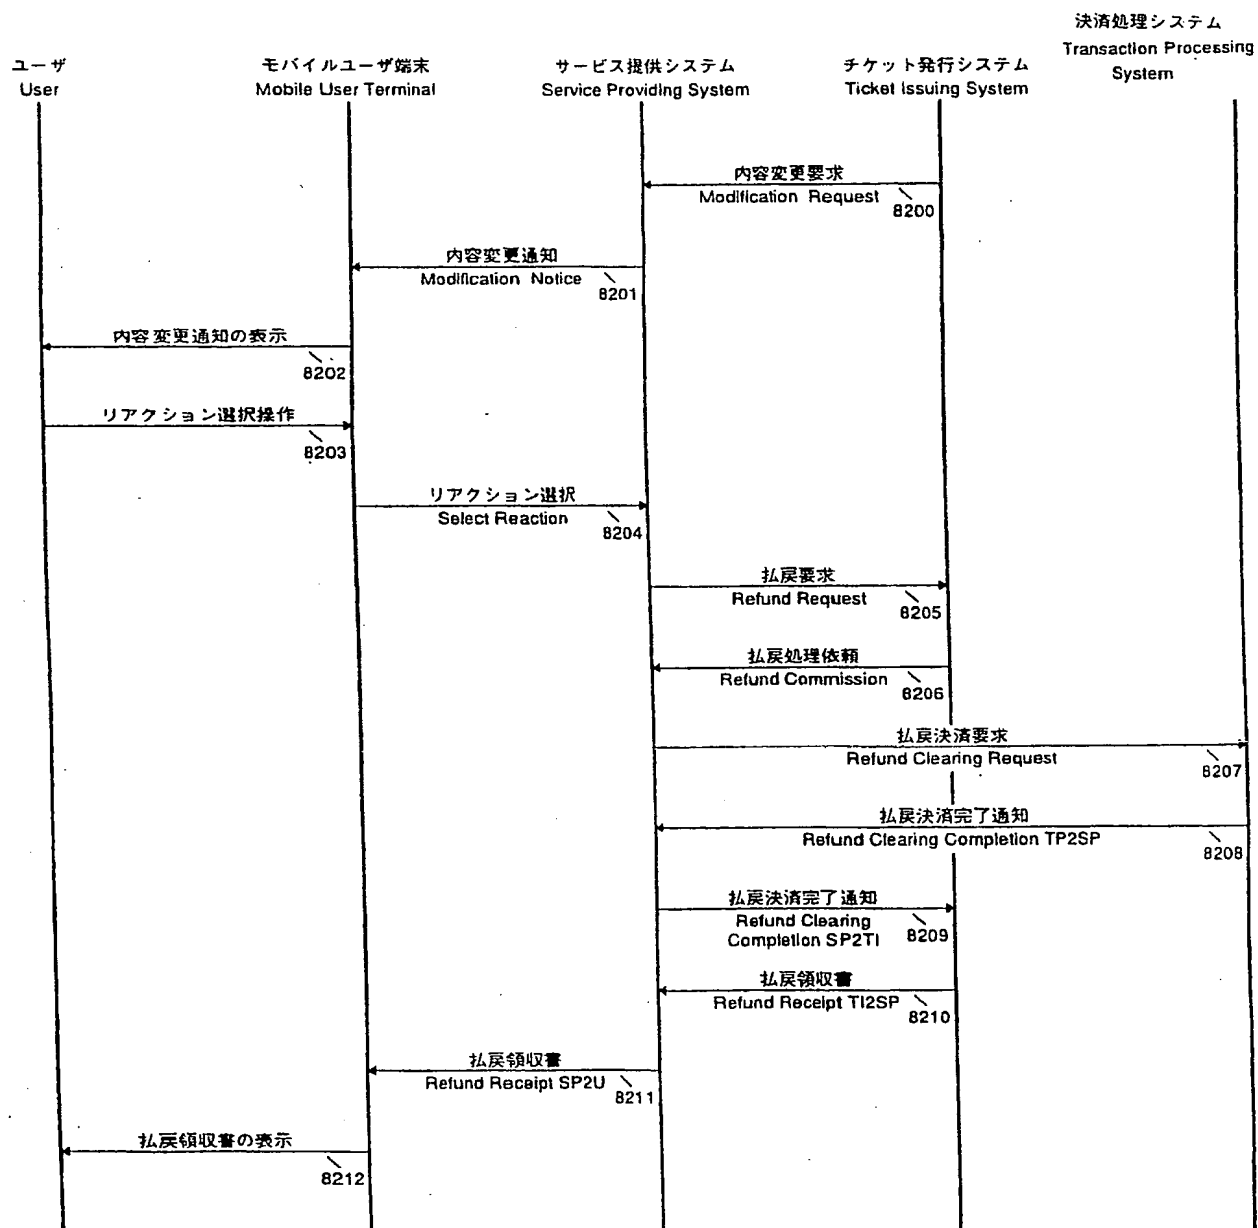 決済処理システム
Transaction Processing
System
ユーザ
User
モバイルユーザ端末
Mobile User Terminal
サービス提供システム
Service Providing System
チケット発行システム
Ticket Issuing System
内容変更要求
Modification Request
8200
内容変更通知
Modification Notice
8201
内容変更通知の表示
8202
リアクション選択操作
8203
リアクション選択
Select Reaction
8204
払戻要求
Refund Request
8205
払戻処理依頼
Refund Commission
8206
払戻決済要求
Refund Clearing Request
8207
払戻決済完了通知
Refund Clearing Completion TP2SP
8208
払戻決済完了通知
Refund Clearing
Completion SP2TI
8209
払戻領収書
Refund Receipt TI2SP
8210
払戻領収書
Refund Receipt SP2U
8211
払戻領収書の表示
8212